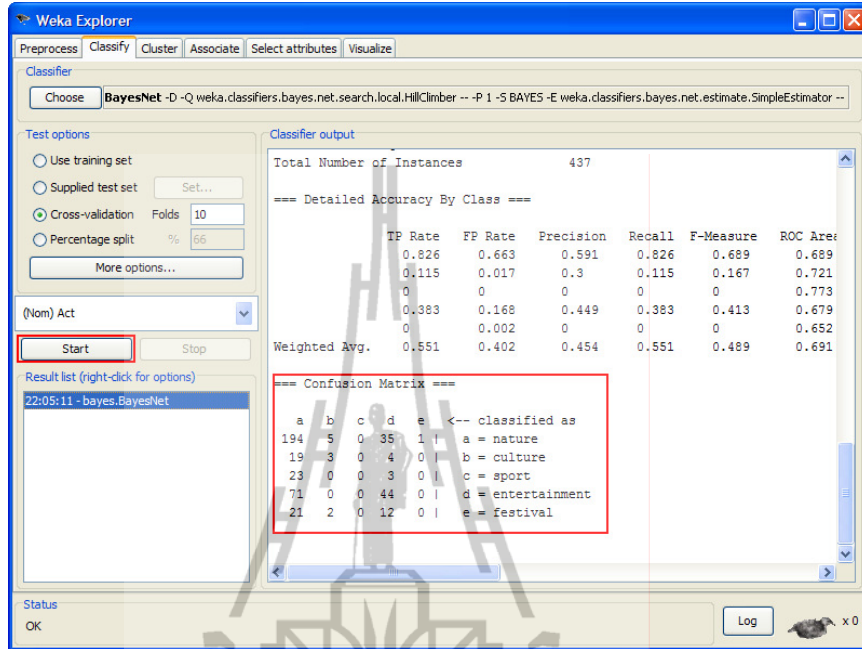 Weka Explorer
Preprocess Classify Cluster Associate Select attributes Visualize
Classifier
Choose BayesNet -D -Q weka.classifiers.bayes.net.search.local.HillClimber -- -P 1 -S BAYES -E weka.classifiers.bayes.net.estimate.SimpleEstimator --
Test options
Use training set
Supplied test set Set...
Cross-validation Folds 10
Percentage split % 66
More options...
(Nom) Act
Start Stop
Result list (right-click for options)
22:05:11 - bayes.BayesNet
Classifier output
Total Number of Instances 437
=== Detailed Accuracy By Class ===
TP Rate FP Rate Precision Recall F-Measure ROC Area
0.826 0.663 0.591 0.826 0.689 0.689
0.115 0.017 0.3 0.115 0.167 0.721
0 0 0 0 0 0.773
0.383 0.168 0.449 0.383 0.413 0.679
0 0.002 0 0 0 0.652
Weighted Avg. 0.551 0.402 0.454 0.551 0.489 0.691
=== Confusion Matrix ===
a b c d e <-- classified as
194 5 0 35 1 | a = nature
19 3 0 4 0 | b = culture
23 0 0 3 0 | c = sport
71 0 0 44 0 | d = entertainment
21 2 0 12 0 | e = festival
Status
OK
Log
x 0